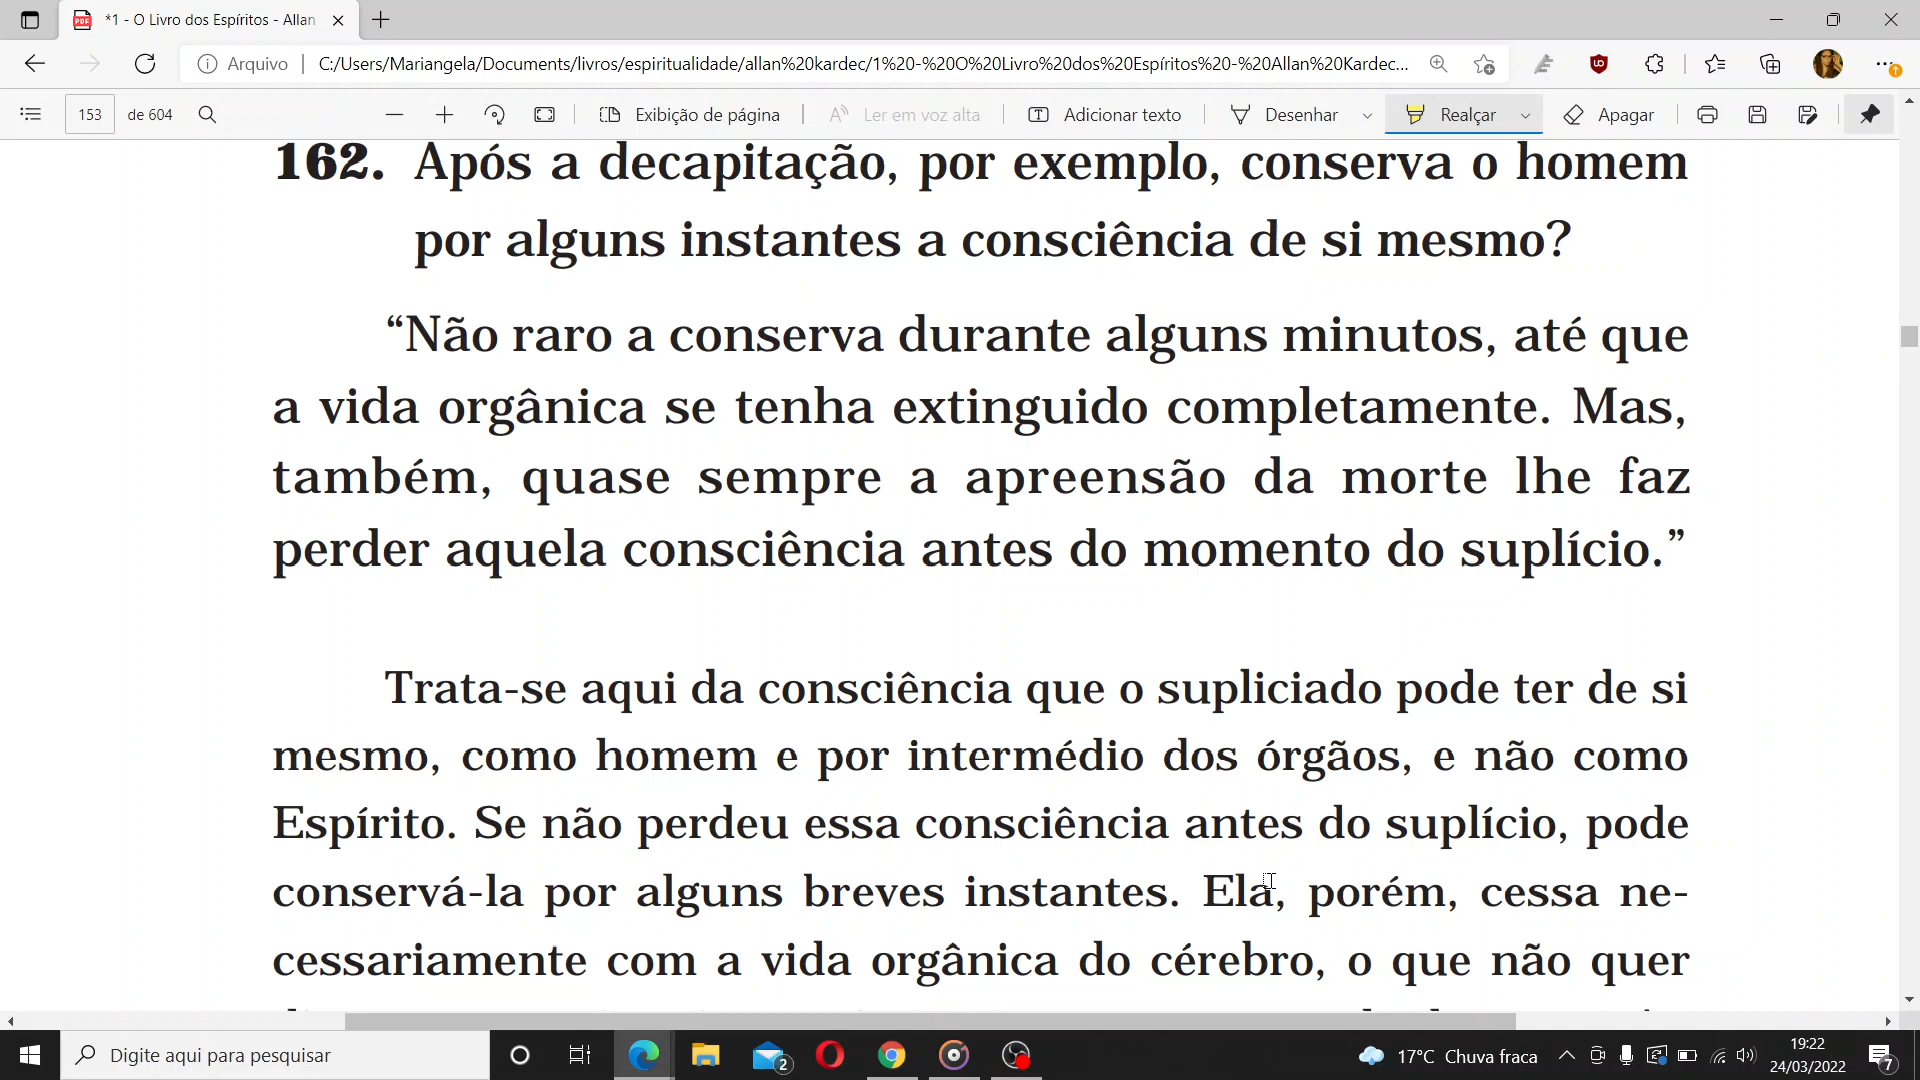 *1 - O Livro dos Espíritos - Allan
Arquivo
C:/Users/Mariangela/Documents/livros/espiritualidade/allan%20kardec/1%20-%20O%20Livro%20dos%20Espíritos%20-%20Allan%20Kardec...
153 de 604
Exibição de página
Ler em voz alta
Adicionar texto
Desenhar
Realçar
Apagar
162. Após a decapitação, por exemplo, conserva o homem
por alguns instantes a consciência de si mesmo?
“Não raro a conserva durante alguns minutos, até que
a vida orgânica se tenha extinguido completamente. Mas,
também, quase sempre a apreensão da morte lhe faz
perder aquela consciência antes do momento do suplício.”
Trata-se aqui da consciência que o supliciado pode ter de si
mesmo, como homem e por intermédio dos órgãos, e não como
Espírito. Se não perdeu essa consciência antes do suplício, pode
conservá-la por alguns breves instantes. Ela, porém, cessa ne-
cessariamente com a vida orgânica do cérebro, o que não quer
Digite aqui para pesquisar
2
17°C Chuva fraca
19:22
24/03/2022
7